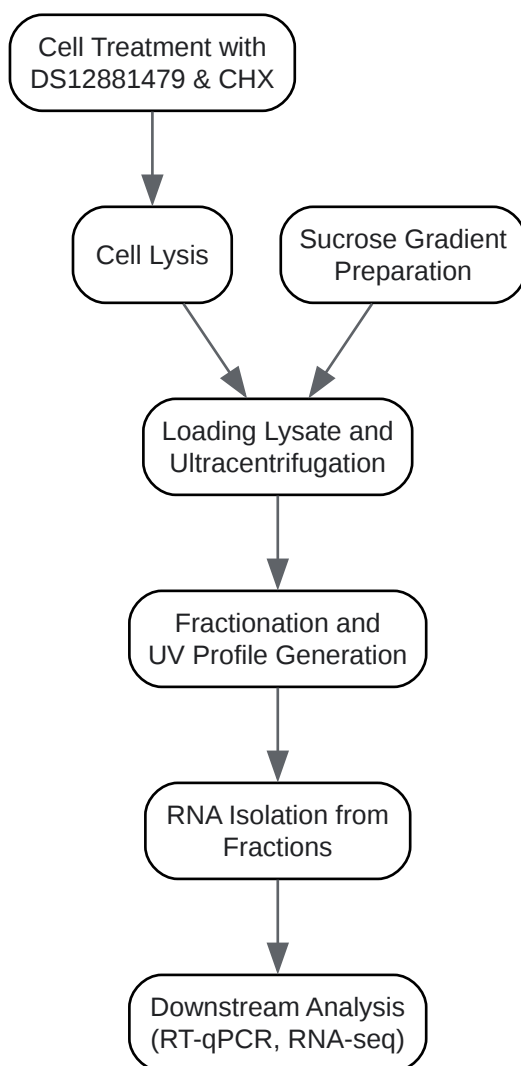 Cell Treatment with
DS12881479 & CHX
Cell Lysis
Sucrose Gradient
Preparation
Loading Lysate and
Ultracentrifugation
Fractionation and
UV Profile Generation
RNA Isolation from
Fractions
Downstream Analysis
(RT-qPCR, RNA-seq)